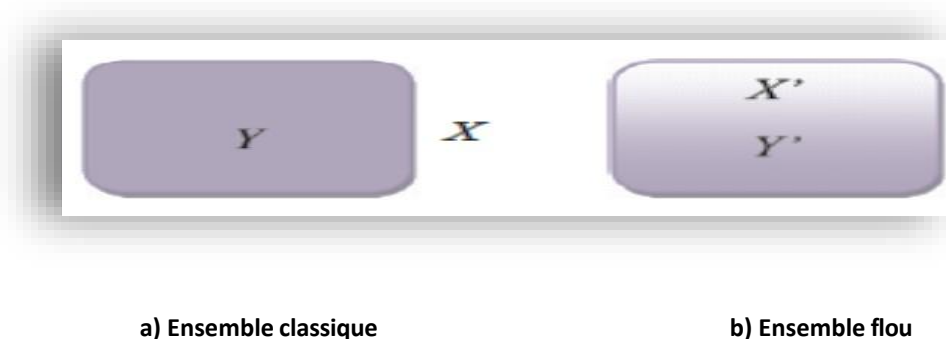 Y
X
X'
Y'
a) Ensemble classique
b) Ensemble flou